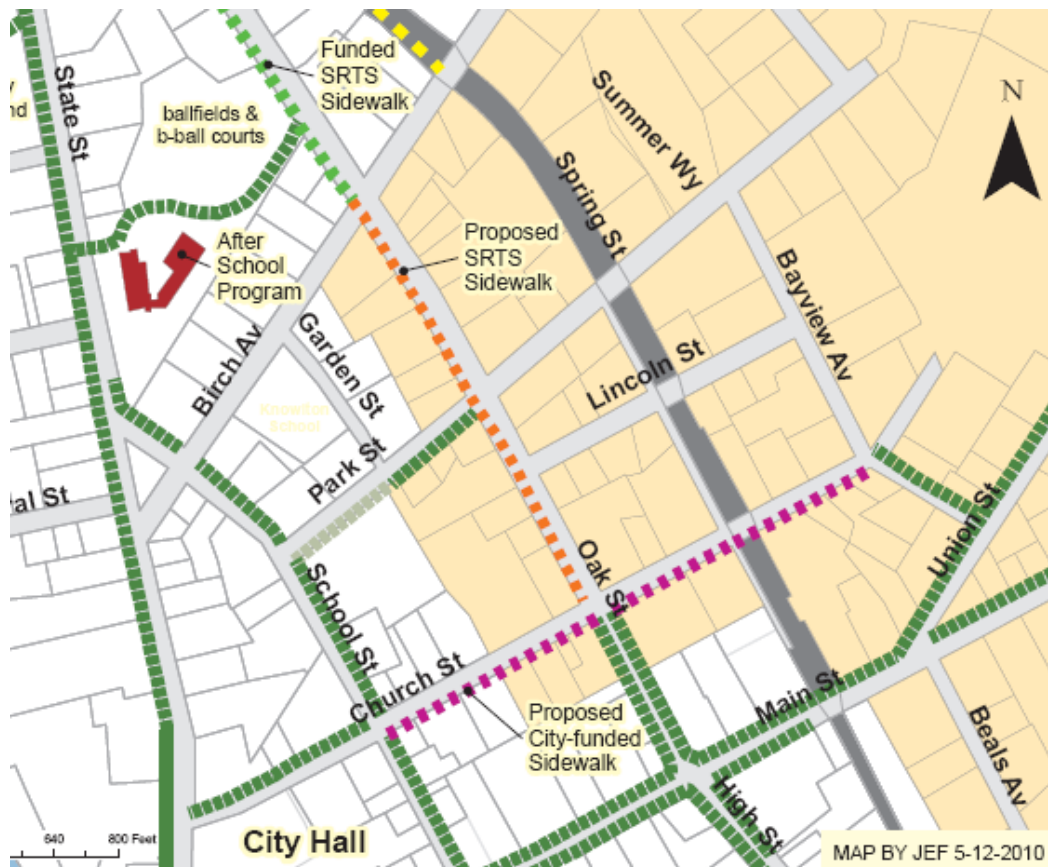 Funded
SRTS
Sidewalk
State St
nd
ballfields &
b-ball courts
Summer Wy
N
Spring St
After
School
Program
Proposed
SRTS
Sidewalk
Bayview Av
Birch Av
Garden St
Lincoln St
Knowlton
School
Park St
al St
Union St
Oak St
School St
Church St
Main St
Proposed
City-funded
Sidewalk
Beals Av
High St
640 800 Feet
City Hall
MAP BY JEF 5-12-2010